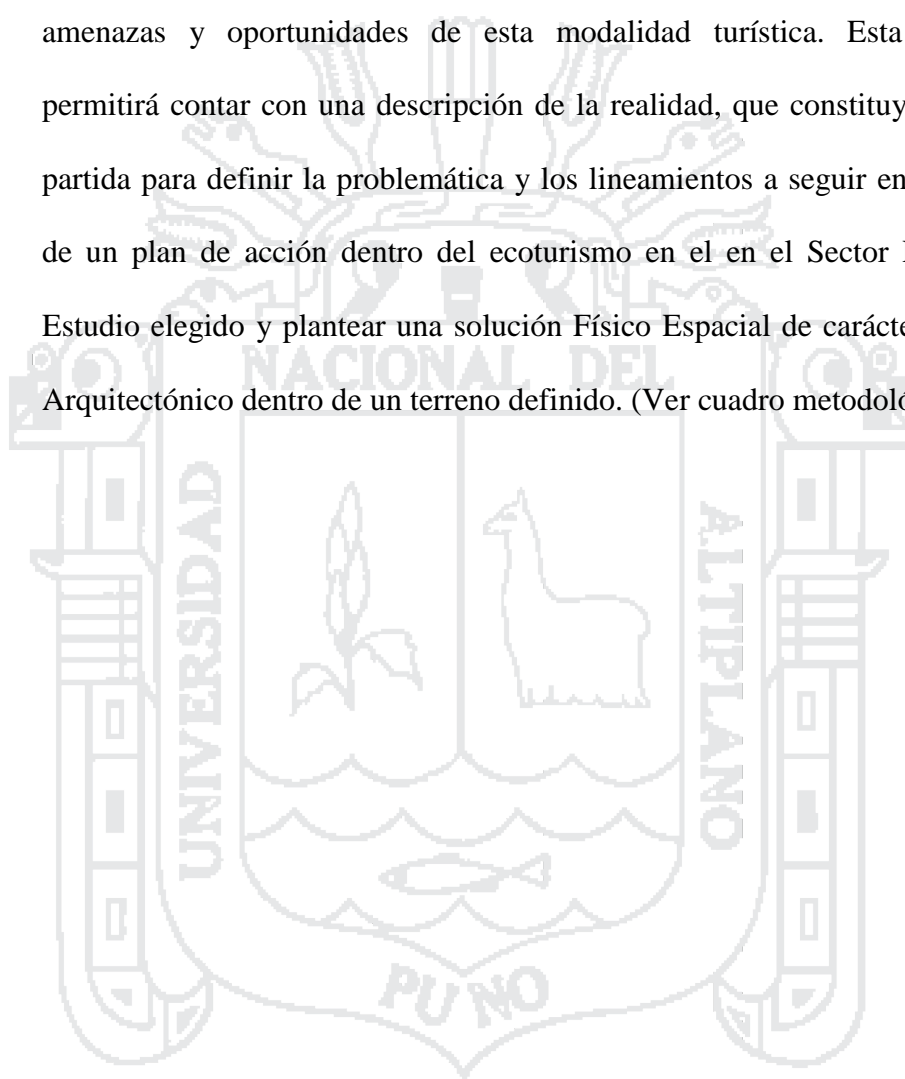 amenazas y oportunidades de esta modalidad turística. Esta
permitirá contar con una descripción de la realidad, que constituy
partida para definir la problemática y los lineamientos a seguir en
de un plan de acción dentro del ecoturismo en el en el Sector
Estudio elegido y plantear una solución Físico Espacial de carácte
NACIONAL DEL
Arquitectónico dentro de un terreno definido. (Ver cuadro metodoló
UNIVERSIDAD
ALTIPLANO
PUNO